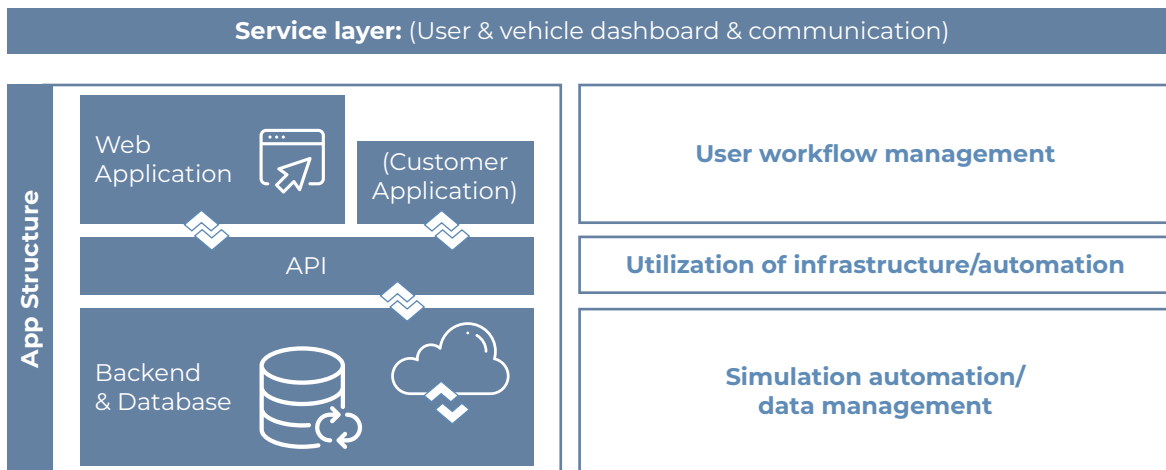 Service layer: (User & vehicle dashboard & communication)
App Structure
Web
Application
(Customer
Application)
User workflow management
API
Utilization of infrastructure/automation
Backend
& Database
Simulation automation/
data management